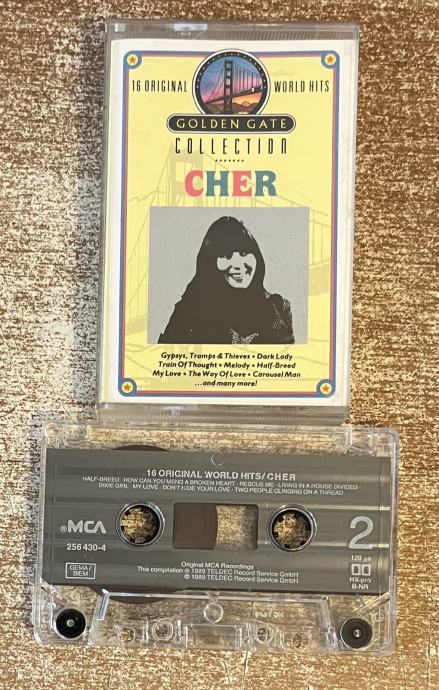 16 ORIGINAL WORLD HITS
GOLDEN GATE
COLLECTION
CHER
Gypsys, Tramps & Thieves • Dark Lady
Train Of Thought • Melody • Half-Breed
My Love • The Way Of Love • Carousel Man
...and many more!
16 ORIGINAL WORLD HITS/CHER
HALF-BREED · HOW CAN YOU MEND A BROKEN HEART · RESCUE ME · LIVING IN A HOUSE DIVIDED ·
DIXIE GIRL · MY LOVE · DON'T HIDE YOUR LOVE · TWO PEOPLE CLINGING ON A THREAD
®MCA
256 430-4
2
120 µs
HX-pro
B-NR
GEMA/
BIEM
Original MCA Recordings
This compilation ℗ 1989 TELDEC Record Service GmbH
© 1989 TELDEC Record Service GmbH